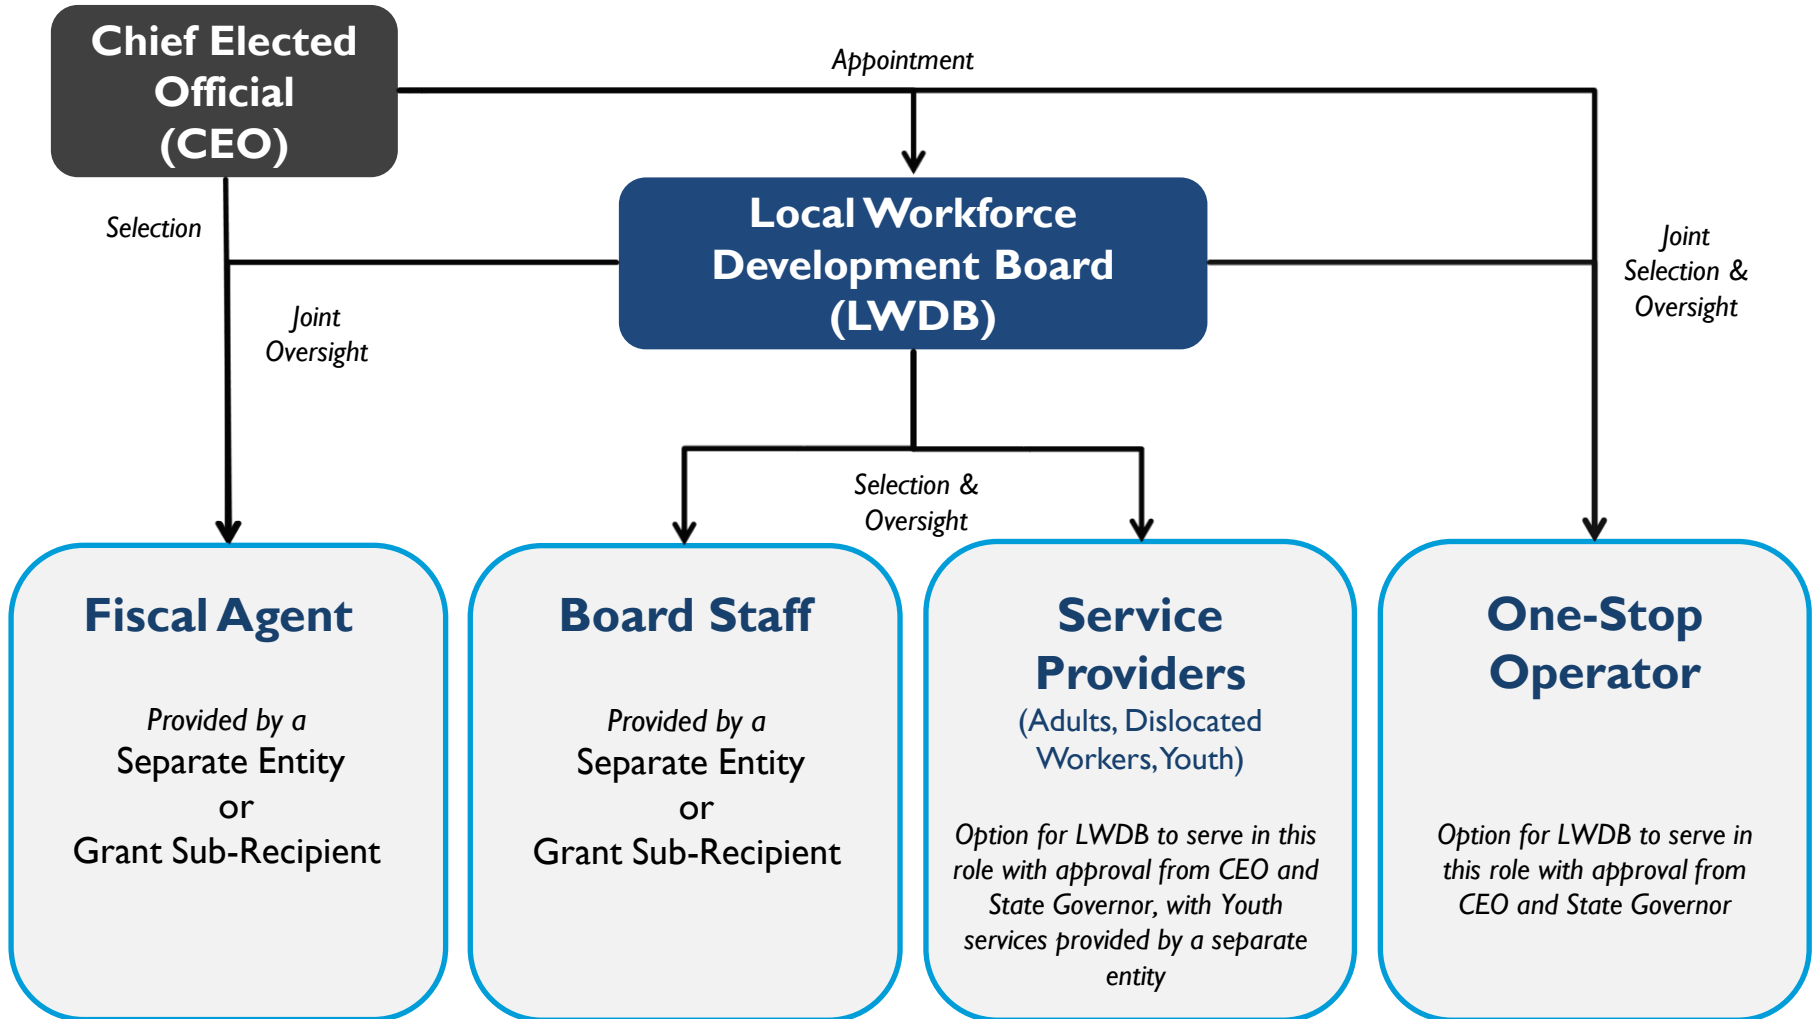 Chief Elected
Official
(CEO)
Appointment
Selection
Local Workforce
Development Board
(LWDB)
Joint
Selection &
Oversight
Joint
Oversight
Selection &
Oversight
Fiscal Agent
Provided by a
Separate Entity
or
Grant Sub-Recipient
Board Staff
Provided by a
Separate Entity
or
Grant Sub-Recipient
Service
Providers
(Adults, Dislocated
Workers, Youth)
Option for LWDB to serve in this
role with approval from CEO and
State Governor, with Youth
services provided by a separate
entity
One-Stop
Operator
Option for LWDB to serve in
this role with approval from
CEO and State Governor